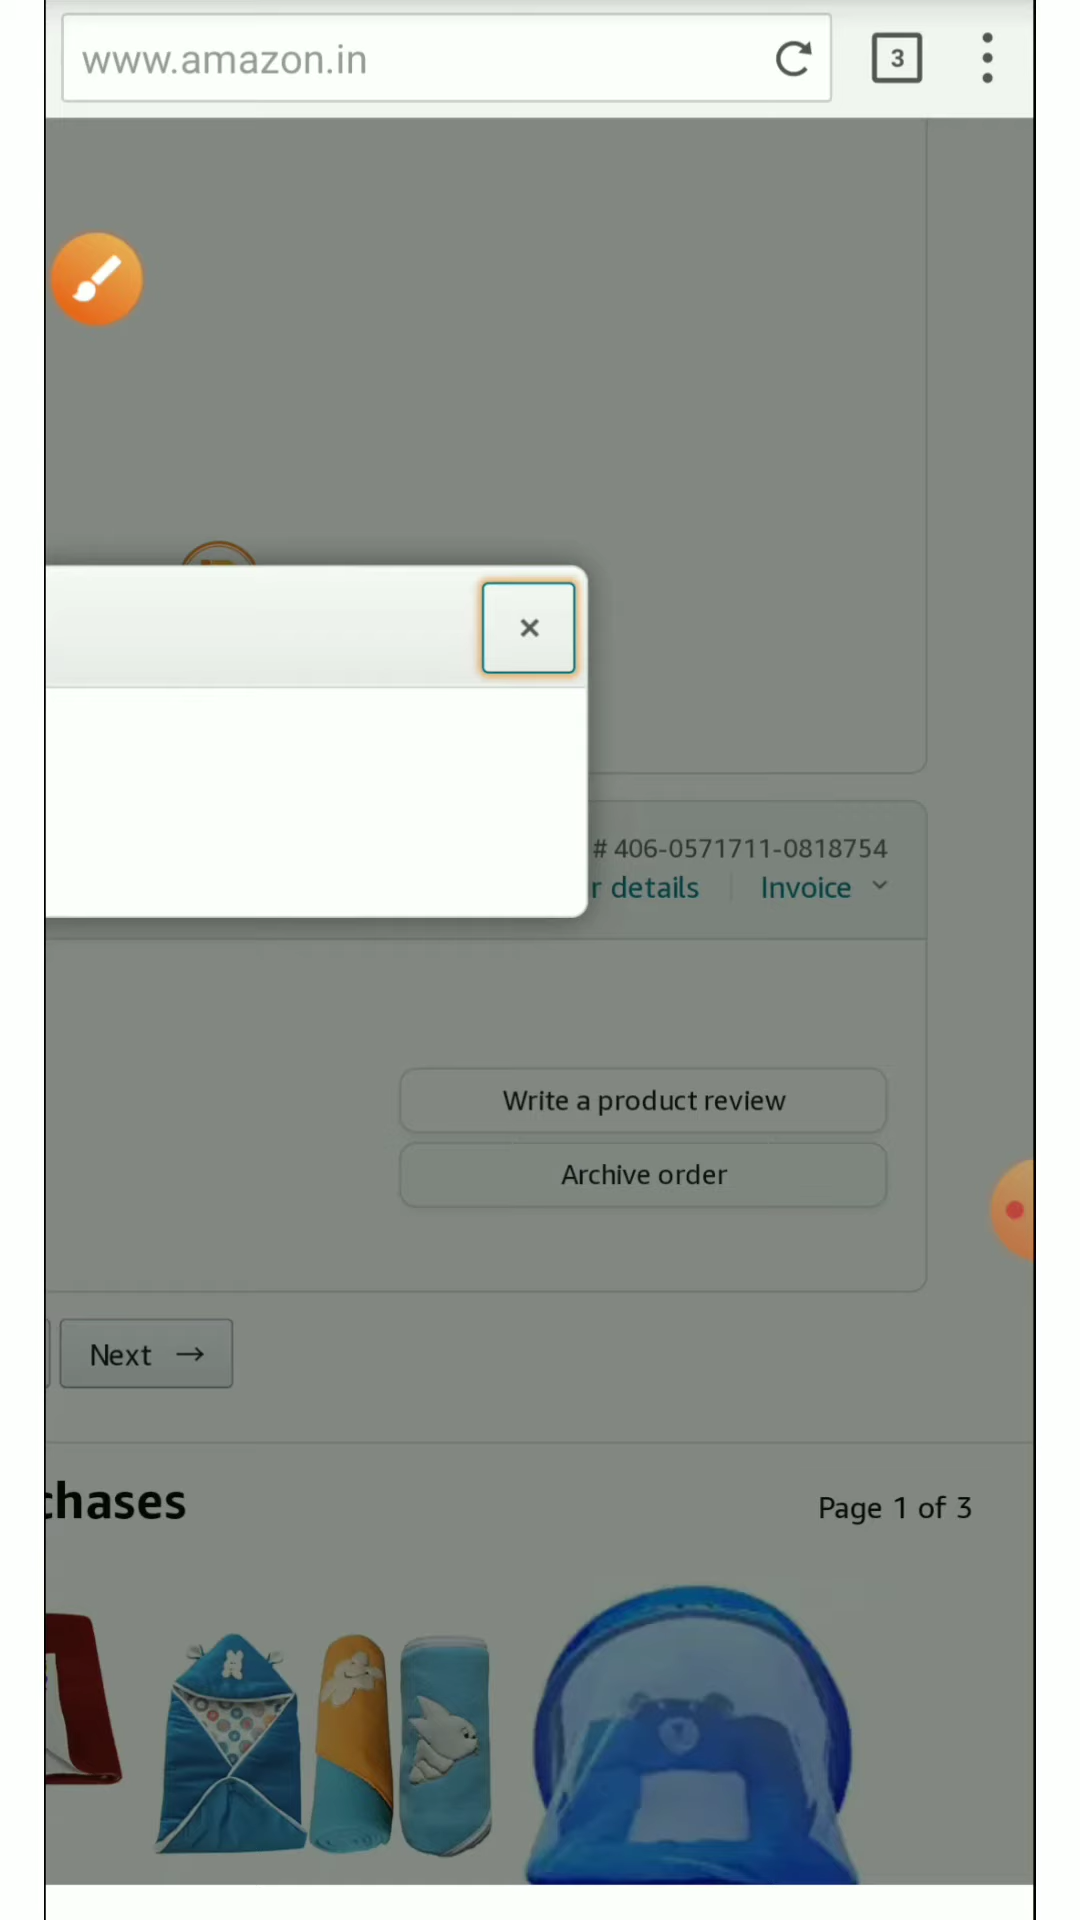 www.amazon.in
3
# 406-0571711-0818754
r details
Invoice
Write a product review
Archive order
Next →
chases
Page 1 of 3